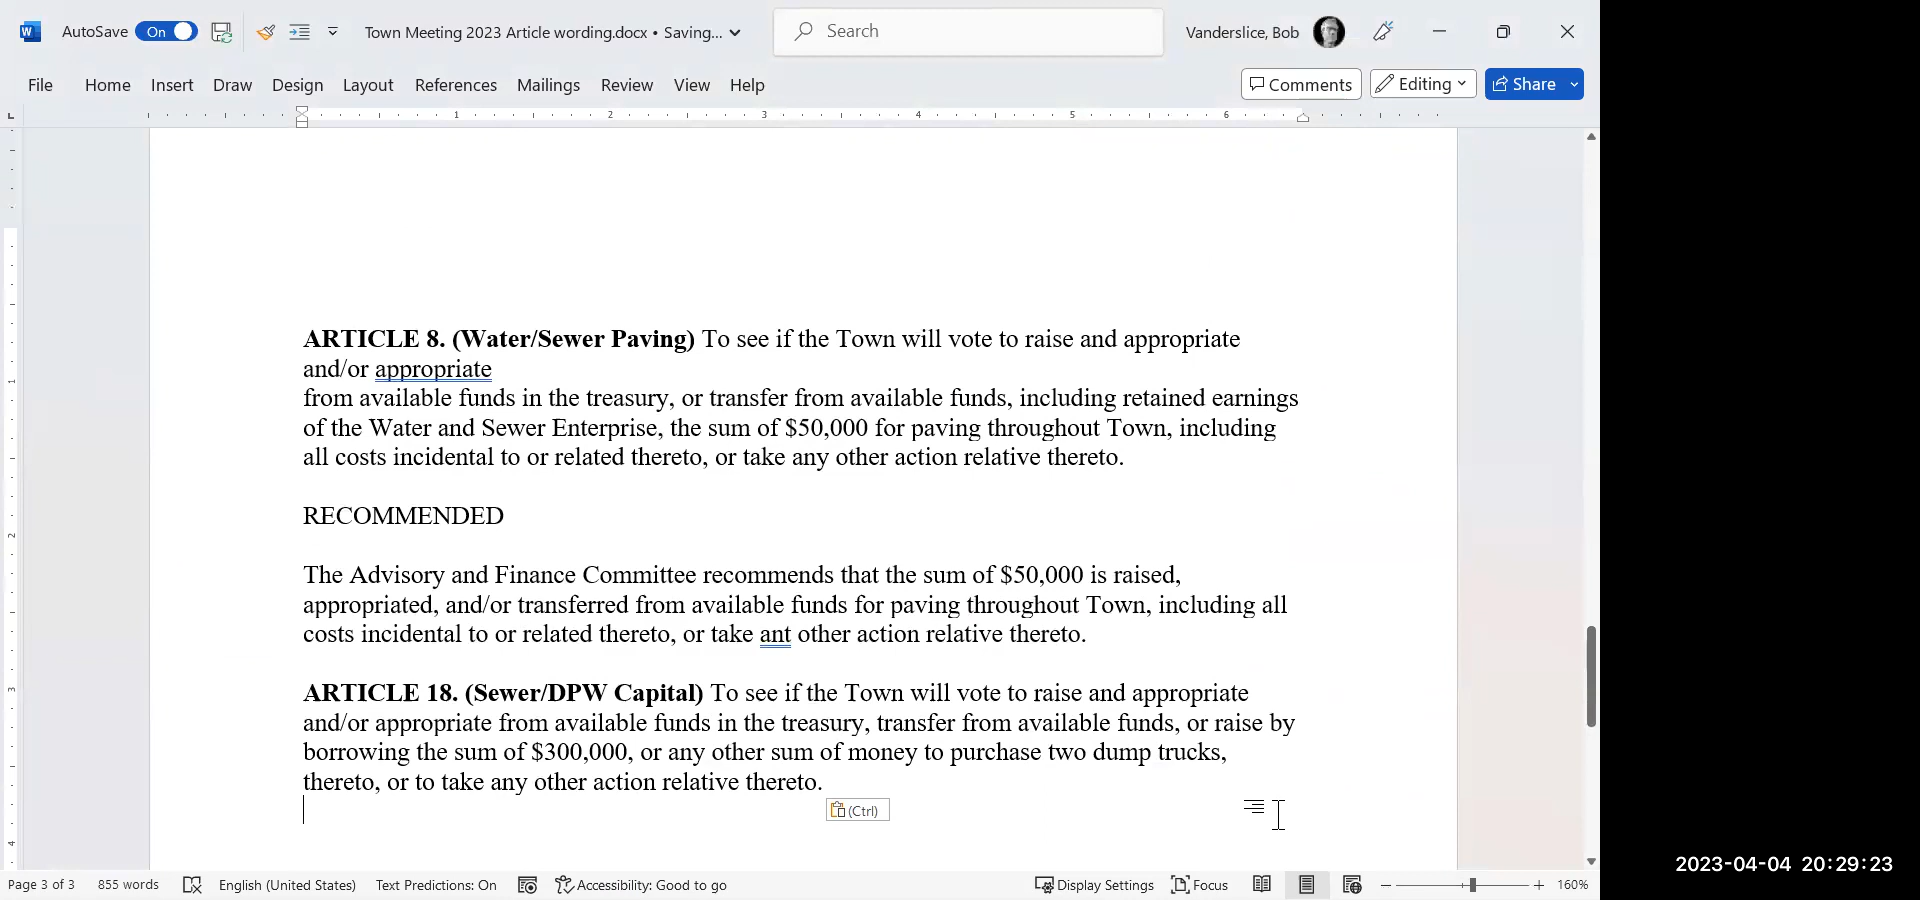 AutoSave On Town Meeting 2023 Article wording.docx • Saving... Search Vanderslice, Bob
File Home Insert Draw Design Layout References Mailings Review View Help Comments Editing Share
1 2 3 4 5 6
ARTICLE 8. (Water/Sewer Paving) To see if the Town will vote to raise and appropriate
and/or appropriate
from available funds in the treasury, or transfer from available funds, including retained earnings
of the Water and Sewer Enterprise, the sum of $50,000 for paving throughout Town, including
all costs incidental to or related thereto, or take any other action relative thereto.
RECOMMENDED
The Advisory and Finance Committee recommends that the sum of $50,000 is raised,
appropriated, and/or transferred from available funds for paving throughout Town, including all
costs incidental to or related thereto, or take ant other action relative thereto.
ARTICLE 18. (Sewer/DPW Capital) To see if the Town will vote to raise and appropriate
and/or appropriate from available funds in the treasury, transfer from available funds, or raise by
borrowing the sum of $300,000, or any other sum of money to purchase two dump trucks,
thereto, or to take any other action relative thereto.
(Ctrl)
1
2
3
4
Page 3 of 3 855 words English (United States) Text Predictions: On Accessibility: Good to go Display Settings Focus 160%
2023-04-04 20:29:23